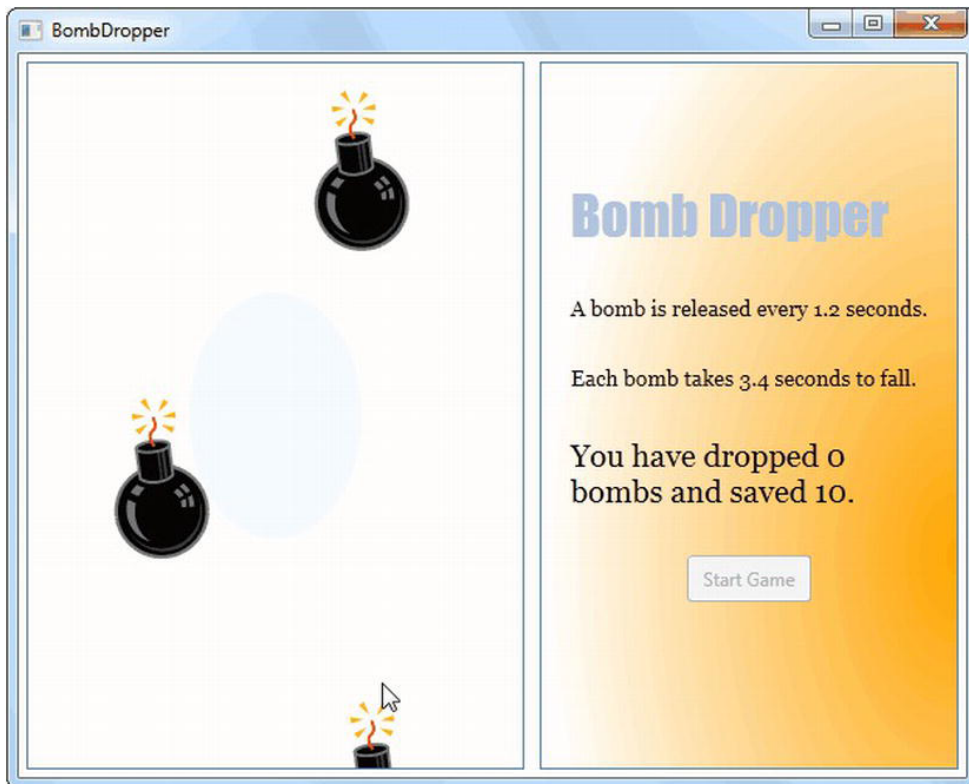 BombDropper
Bomb Dropper
A bomb is released every 1.2 seconds.
Each bomb takes 3.4 seconds to fall.
You have dropped 0
bombs and saved 10.
Start Game